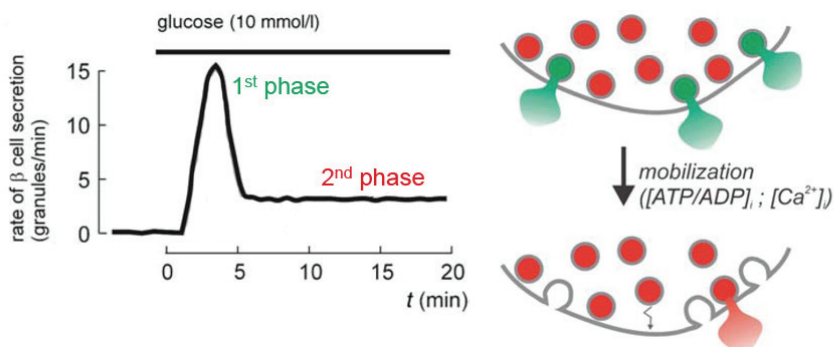 glucose (10 mmol/l)
15
10
5
0
rate of β cell secretion
(granules/min)
1st phase
2nd phase
0 5 10 15 20
t (min)
mobilization
([ATP/ADP]i ; [Ca2+]i)